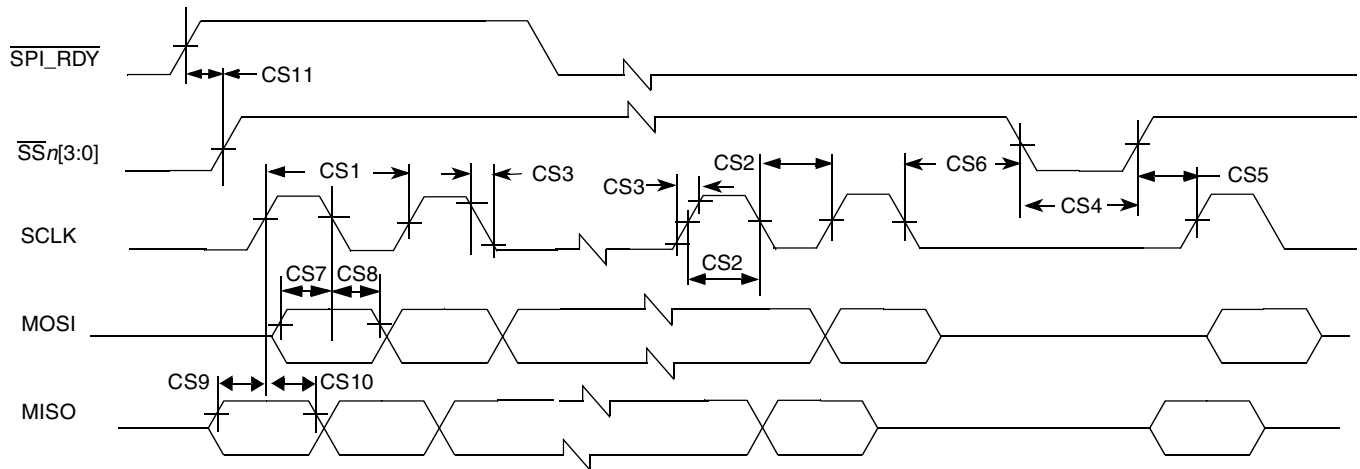 SPI_RDY
CS11
SSn[3:0]
CS1
CS3
CS3
CS2
CS6
CS4
CS5
SCLK
CS2
CS7
CS8
MOSI
CS9
CS10
MISO